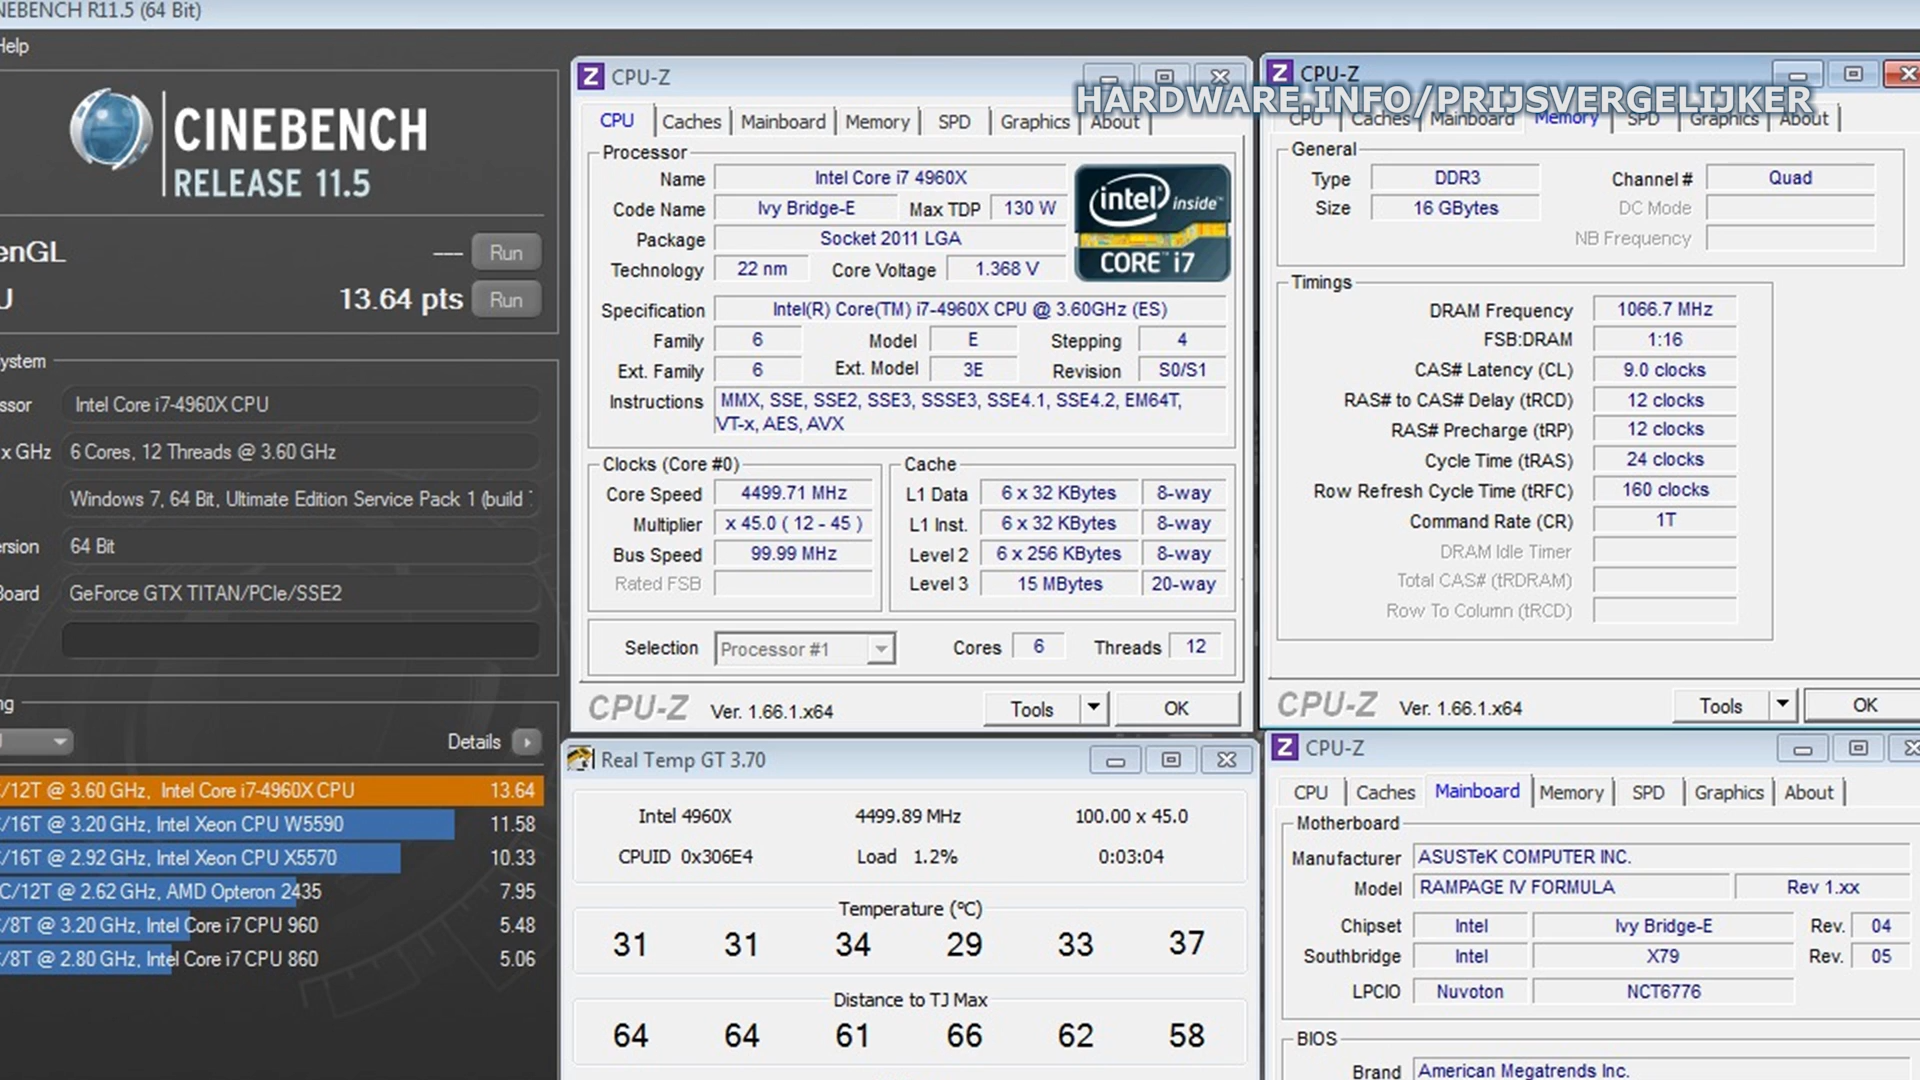 NEBENCH R11.5 (64 Bit)
Help
CINEBENCH
RELEASE 11.5
enGL --- Run
U 13.64 pts Run
ystem
ssor Intel Core i7-4960X CPU
x GHz 6 Cores, 12 Threads @ 3.60 GHz
Windows 7, 64 Bit, Ultimate Edition Service Pack 1 (build
ersion 64 Bit
Board GeForce GTX TITAN/PCIe/SSE2
ng
Details
/12T @ 3.60 GHz, Intel Core i7-4960X CPU 13.64
/16T @ 3.20 GHz, Intel Xeon CPU W5590 11.58
/16T @ 2.92 GHz, Intel Xeon CPU X5570 10.33
C/12T @ 2.62 GHz, AMD Opteron 2435 7.95
/8T @ 3.20 GHz, Intel Core i7 CPU 960 5.48
/8T @ 2.80 GHz, Intel Core i7 CPU 860 5.06
Z CPU-Z
CPU Caches Mainboard Memory SPD Graphics About
Processor
Name Intel Core i7 4960X
Code Name Ivy Bridge-E Max TDP 130 W
Package Socket 2011 LGA
Technology 22 nm Core Voltage 1.368 V
intel inside™
CORE™ i7
Specification Intel(R) Core(TM) i7-4960X CPU @ 3.60GHz (ES)
Family 6 Model E Stepping 4
Ext. Family 6 Ext. Model 3E Revision S0/S1
Instructions MMX, SSE, SSE2, SSE3, SSSE3, SSE4.1, SSE4.2, EM64T,
VT-x, AES, AVX
Clocks (Core #0)
Core Speed 4499.71 MHz
Multiplier x 45.0 ( 12 - 45 )
Bus Speed 99.99 MHz
Rated FSB
Cache
L1 Data 6 x 32 KBytes 8-way
L1 Inst. 6 x 32 KBytes 8-way
Level 2 6 x 256 KBytes 8-way
Level 3 15 MBytes 20-way
Selection Processor #1 Cores 6 Threads 12
CPU-Z Ver. 1.66.1.x64 Tools OK
HARDWARE.INFO/PRIJSVERGELIJKER
Z CPU-Z
CPU Caches Mainboard Memory SPD Graphics About
General
Type DDR3 Channel # Quad
Size 16 GBytes DC Mode
NB Frequency
Timings
DRAM Frequency 1066.7 MHz
FSB:DRAM 1:16
CAS# Latency (CL) 9.0 clocks
RAS# to CAS# Delay (tRCD) 12 clocks
RAS# Precharge (tRP) 12 clocks
Cycle Time (tRAS) 24 clocks
Row Refresh Cycle Time (tRFC) 160 clocks
Command Rate (CR) 1T
DRAM Idle Timer
Total CAS# (tRDRAM)
Row To Column (tRCD)
CPU-Z Ver. 1.66.1.x64 Tools OK
Real Temp GT 3.70
Intel 4960X 4499.89 MHz 100.00 x 45.0
CPUID 0x306E4 Load 1.2% 0:03:04
Temperature (°C)
31 31 34 29 33 37
Distance to TJ Max
64 64 61 66 62 58
Z CPU-Z
CPU Caches Mainboard Memory SPD Graphics About
Motherboard
Manufacturer ASUSTeK COMPUTER INC.
Model RAMPAGE IV FORMULA Rev 1.xx
Chipset Intel Ivy Bridge-E Rev. 04
Southbridge Intel X79 Rev. 05
LPCIO Nuvoton NCT6776
BIOS
Brand American Megatrends Inc.